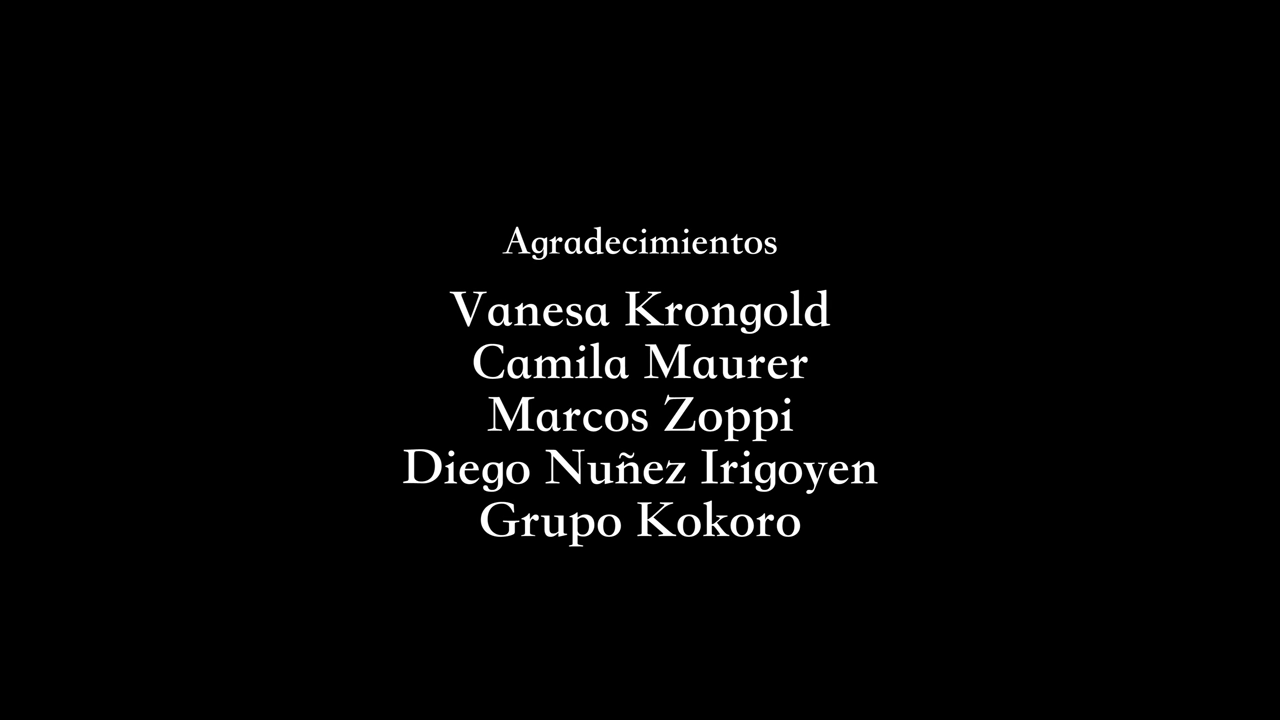 Agradecimientos
Vanesa Krongold
Camila Maurer
Marcos Zoppi
Diego Nuñez Irigoyen
Grupo Kokoro